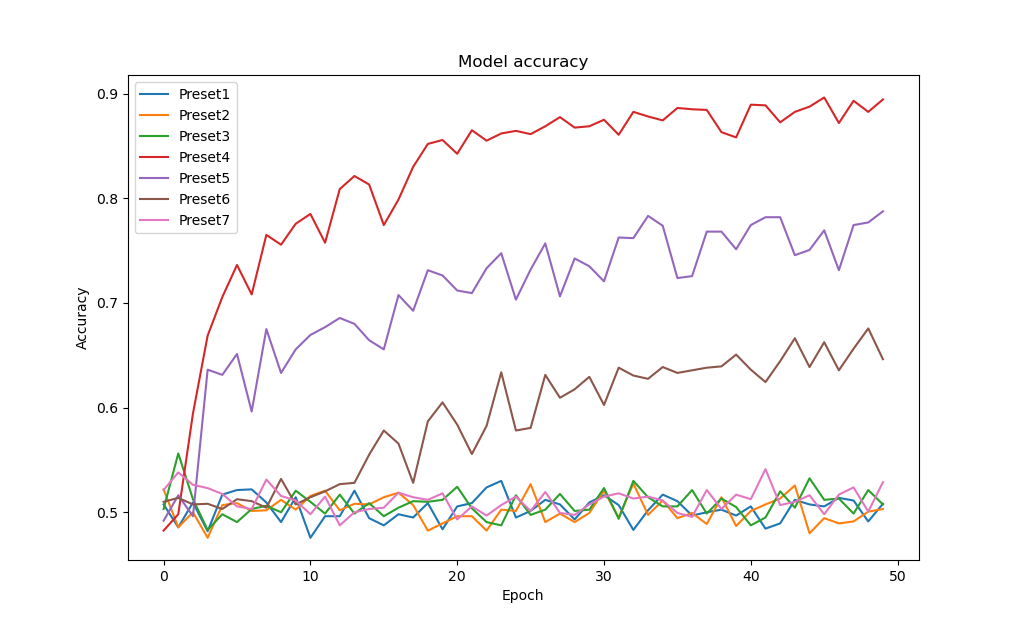 Model accuracy
Preset1
Preset2
Preset3
Preset4
Preset5
Preset6
Preset7
0.9
0.8
0.7
0.6
0.5
Accuracy
0 10 20 30 40 50
Epoch